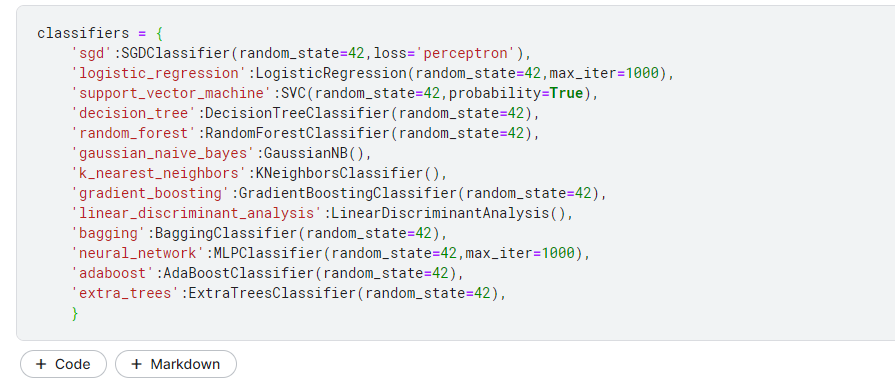 classifiers = {
    'sgd':SGDClassifier(random_state=42,loss='perceptron'),
    'logistic_regression':LogisticRegression(random_state=42,max_iter=1000),
    'support_vector_machine':SVC(random_state=42,probability=True),
    'decision_tree':DecisionTreeClassifier(random_state=42),
    'random_forest':RandomForestClassifier(random_state=42),
    'gaussian_naive_bayes':GaussianNB(),
    'k_nearest_neighbors':KNeighborsClassifier(),
    'gradient_boosting':GradientBoostingClassifier(random_state=42),
    'linear_discriminant_analysis':LinearDiscriminantAnalysis(),
    'bagging':BaggingClassifier(random_state=42),
    'neural_network':MLPClassifier(random_state=42,max_iter=1000),
    'adaboost':AdaBoostClassifier(random_state=42),
    'extra_trees':ExtraTreesClassifier(random_state=42),
    }
+ Code + Markdown